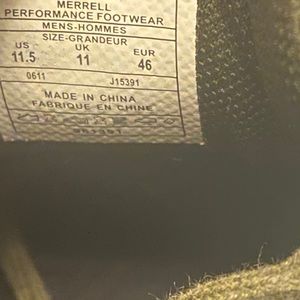 MERRELL
PERFORMANCE FOOTWEAR
MENS-HOMMES
SIZE-GRANDEUR
US UK EUR
11.5 11 46
0611 J15391
MADE IN CHINA
FABRIQUE EN CHINE